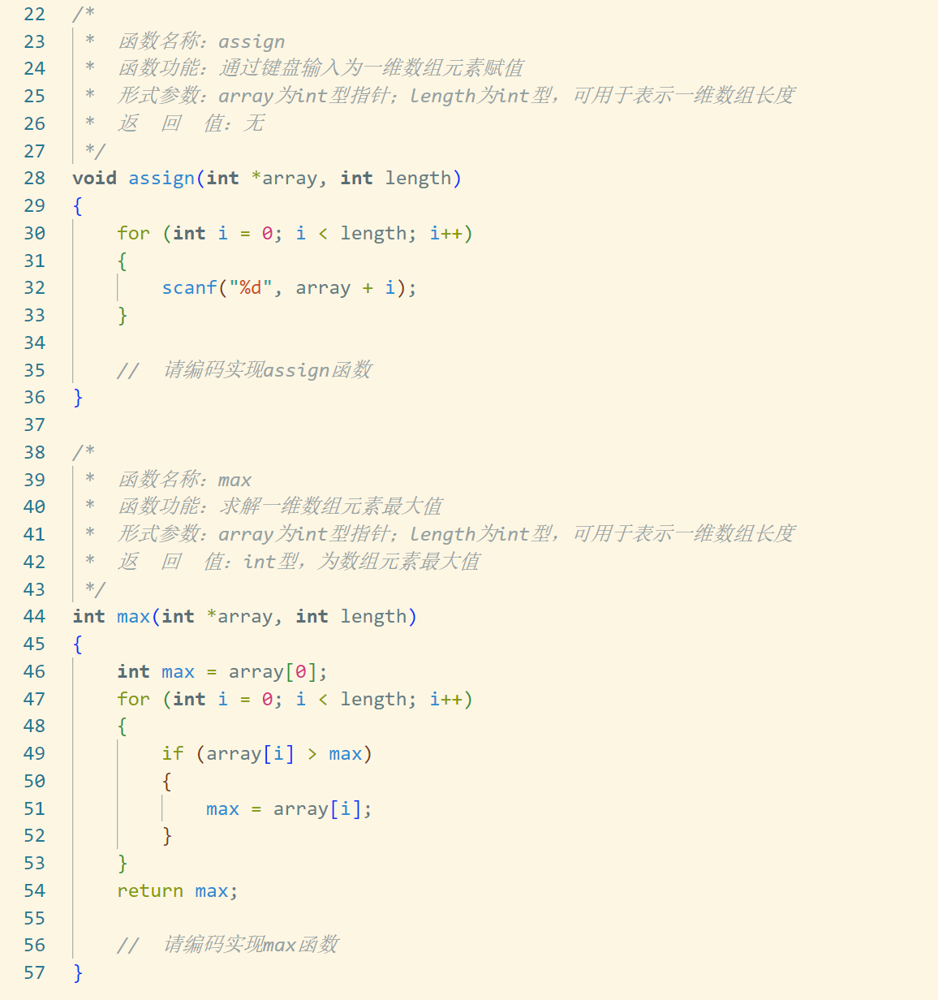 22 /*
23  *  函数名称：assign
24  *  函数功能：通过键盘输入为一维数组元素赋值
25  *  形式参数：array为int型指针；length为int型，可用于表示一维数组长度
26  *  返  回  值：无
27  */
28 void assign(int *array, int length)
29 {
30     for (int i = 0; i < length; i++)
31     {
32         scanf("%d", array + i);
33     }
34
35     //  请编码实现assign函数
36 }
37
38 /*
39  *  函数名称：max
40  *  函数功能：求解一维数组元素最大值
41  *  形式参数：array为int型指针；length为int型，可用于表示一维数组长度
42  *  返  回  值：int型，为数组元素最大值
43  */
44 int max(int *array, int length)
45 {
46     int max = array[0];
47     for (int i = 0; i < length; i++)
48     {
49         if (array[i] > max)
50         {
51             max = array[i];
52         }
53     }
54     return max;
55
56     //  请编码实现max函数
57 }